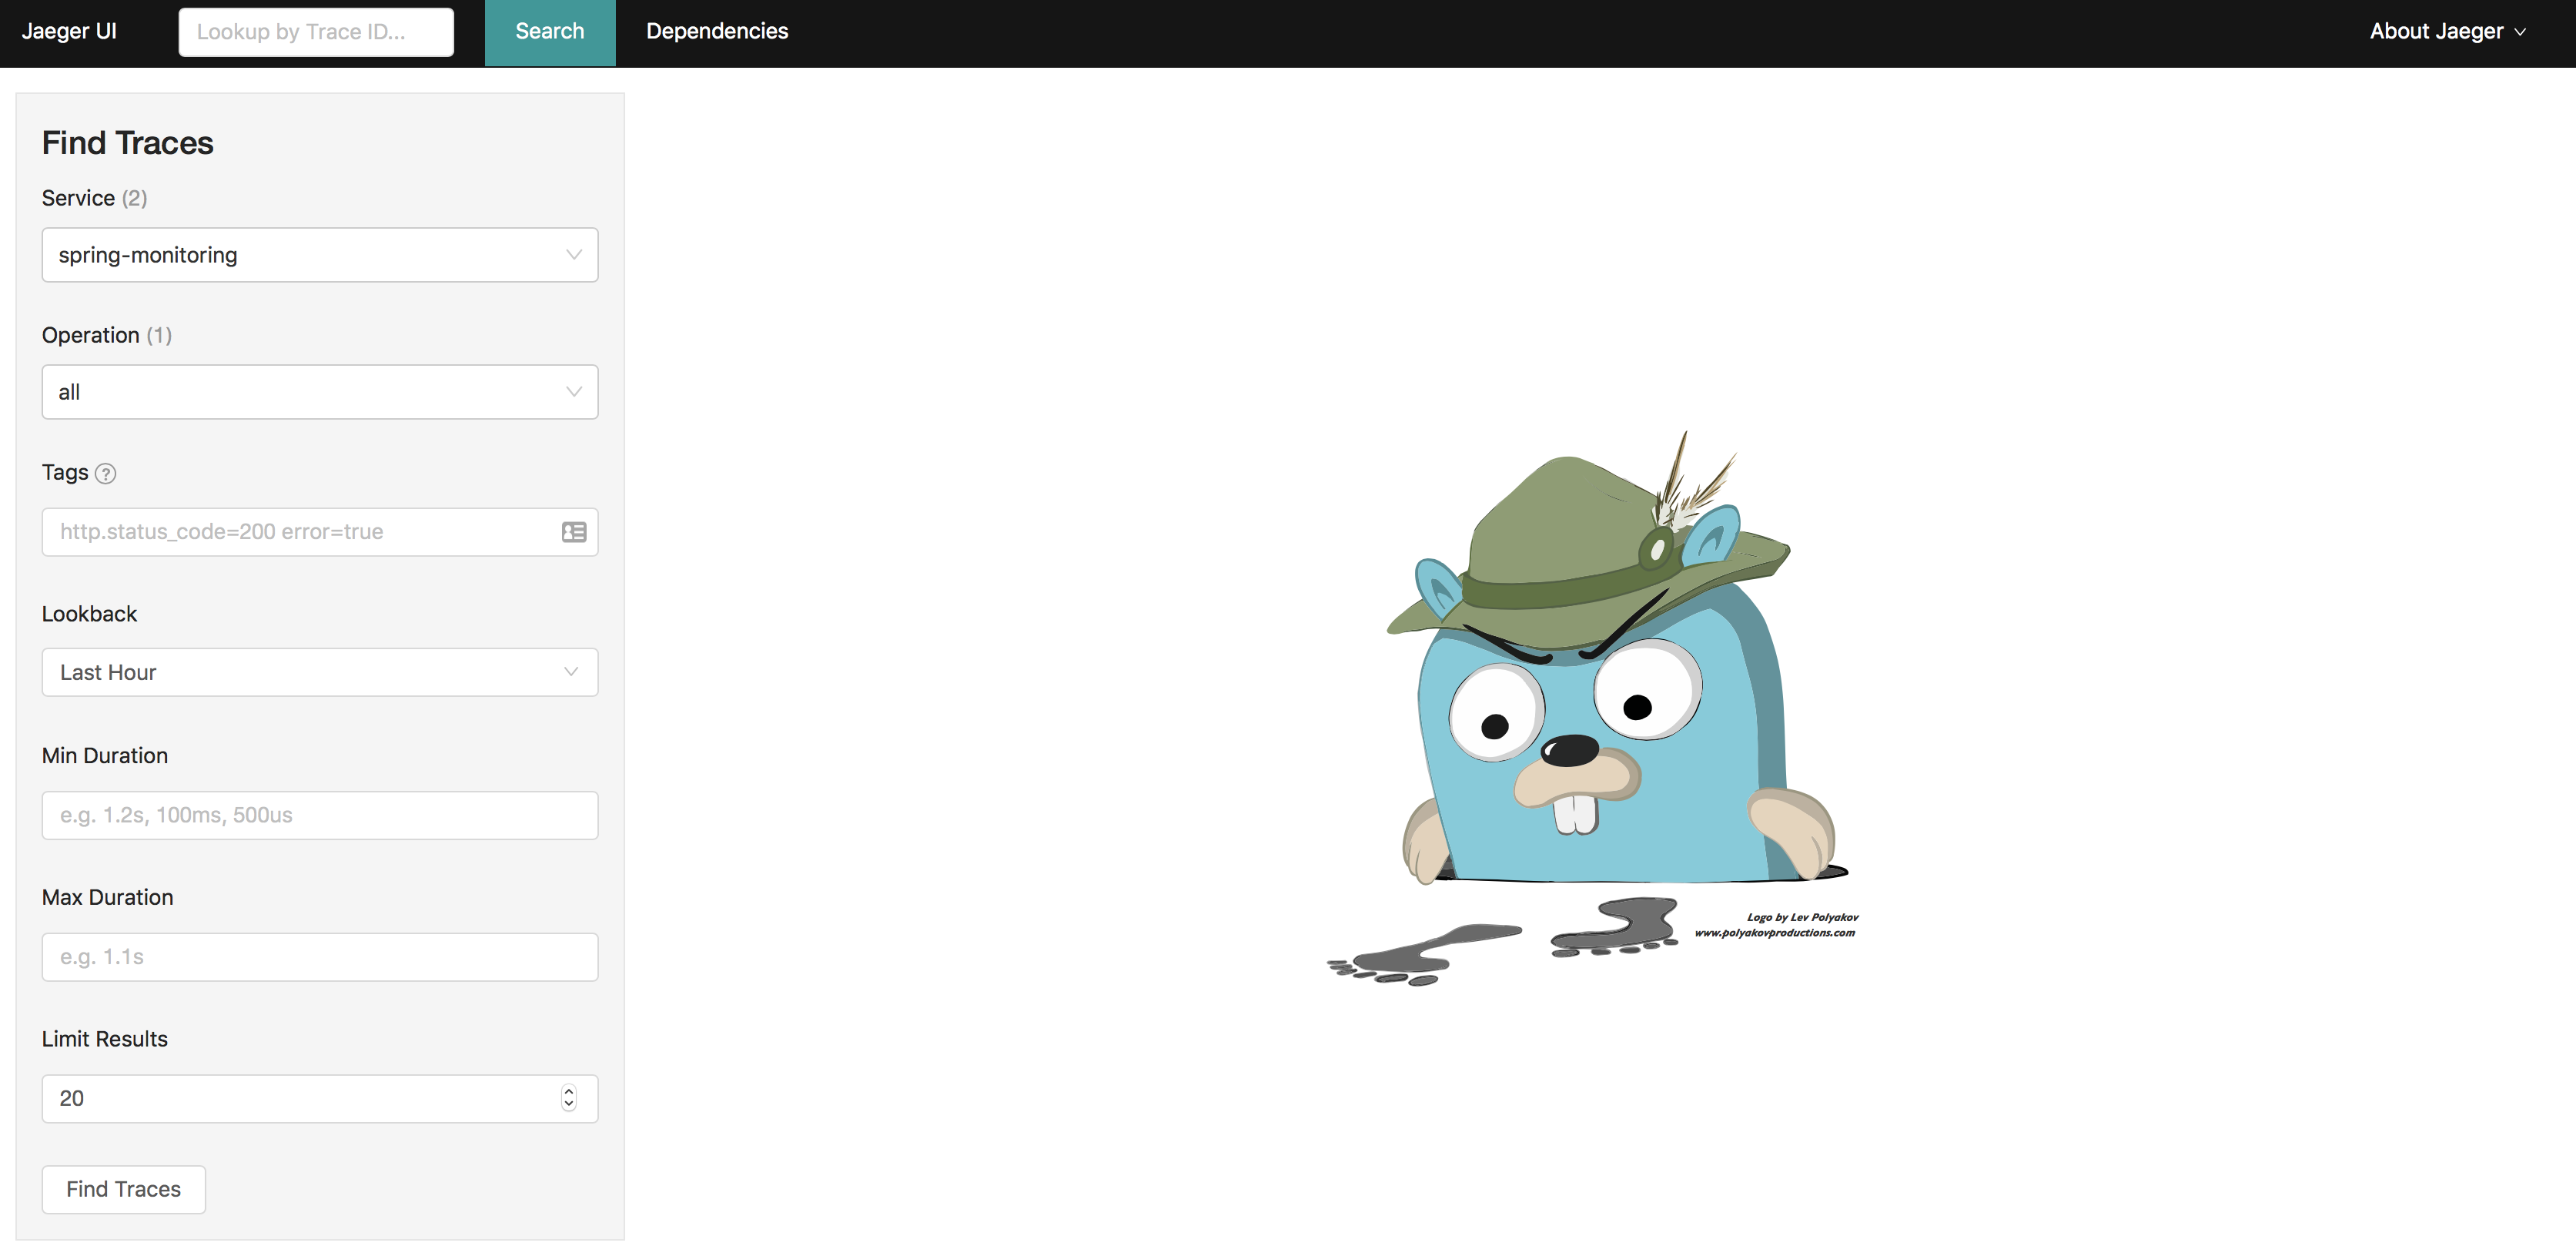 Jaeger UI
Lookup by Trace ID...
Search
Dependencies
About Jaeger
Find Traces
Service (2)
spring-monitoring
Operation (1)
all
Tags ?
http.status_code=200 error=true
Lookback
Last Hour
Min Duration
e.g. 1.2s, 100ms, 500us
Max Duration
e.g. 1.1s
Limit Results
20
Find Traces
Logo by Lev Polyakov
www.polyakovproductions.com